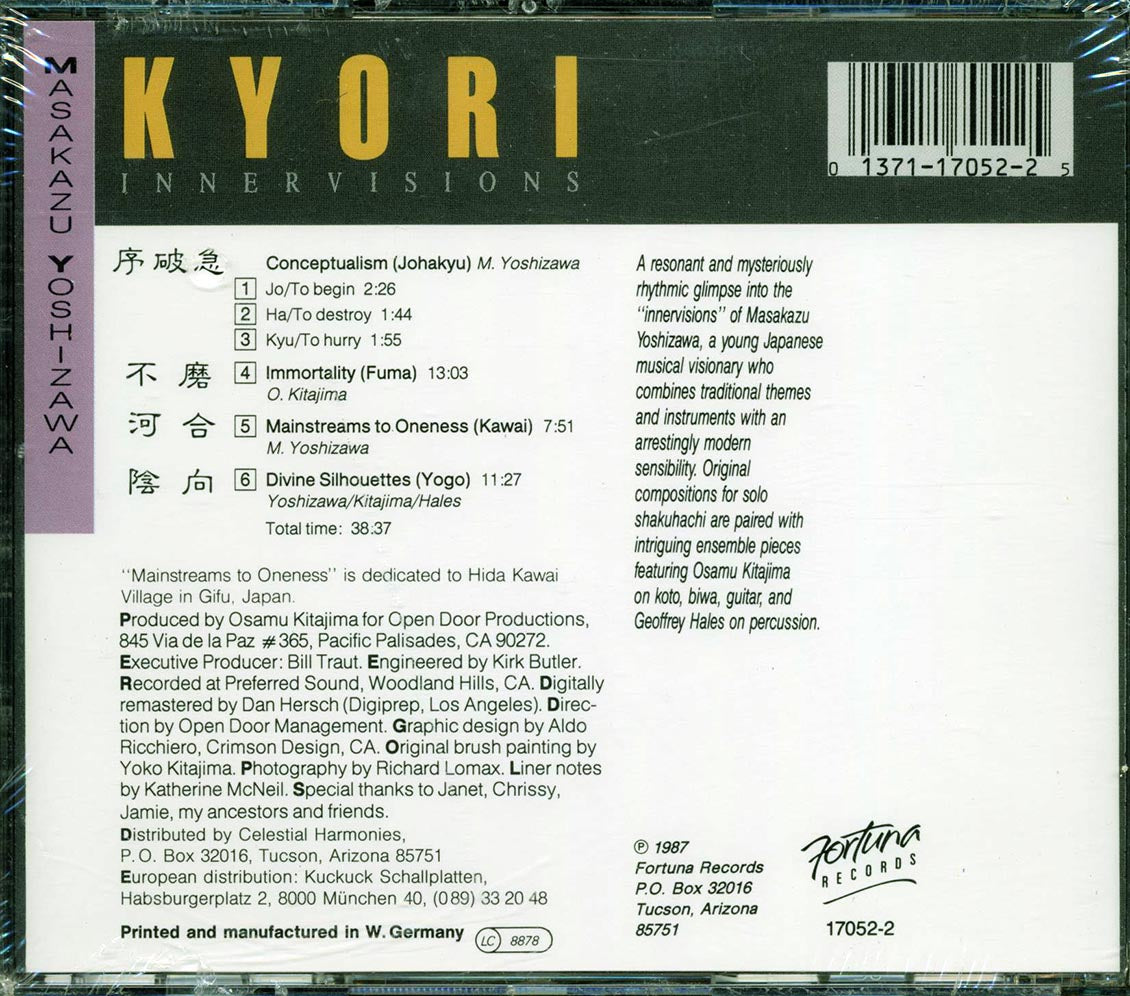 MASAKAZU YOSHIZAWA
KYORI
INNERVISIONS
0 1371-17052-2 5
序破急 Conceptualism (Johakyu) M. Yoshizawa
1 Jo/To begin 2:26
2 Ha/To destroy 1:44
3 Kyu/To hurry 1:55
不磨 4 Immortality (Fuma) 13:03
O. Kitajima
河合 5 Mainstreams to Oneness (Kawai) 7:51
M. Yoshizawa
陰向 6 Divine Silhouettes (Yogo) 11:27
Yoshizawa/Kitajima/Hales
Total time: 38:37
"Mainstreams to Oneness" is dedicated to Hida Kawai
Village in Gifu, Japan.
Produced by Osamu Kitajima for Open Door Productions,
845 Via de la Paz #365, Pacific Palisades, CA 90272.
Executive Producer: Bill Traut. Engineered by Kirk Butler.
Recorded at Preferred Sound, Woodland Hills, CA. Digitally
remastered by Dan Hersch (Digiprep, Los Angeles). Direc-
tion by Open Door Management. Graphic design by Aldo
Ricchiero, Crimson Design, CA. Original brush painting by
Yoko Kitajima. Photography by Richard Lomax. Liner notes
by Katherine McNeil. Special thanks to Janet, Chrissy,
Jamie, my ancestors and friends.
Distributed by Celestial Harmonies,
P.O. Box 32016, Tucson, Arizona 85751
European distribution: Kuckuck Schallplatten,
Habsburgerplatz 2, 8000 München 40, (089) 33 20 48
Printed and manufactured in W. Germany LC 8878
A resonant and mysteriously
rhythmic glimpse into the
"innervisions" of Masakazu
Yoshizawa, a young Japanese
musical visionary who
combines traditional themes
and instruments with an
arrestingly modern
sensibility. Original
compositions for solo
shakuhachi are paired with
intriguing ensemble pieces
featuring Osamu Kitajima
on koto, biwa, guitar, and
Geoffrey Hales on percussion.
℗ 1987
Fortuna Records
P.O. Box 32016
Tucson, Arizona
85751
Fortuna
RECORDS
17052-2